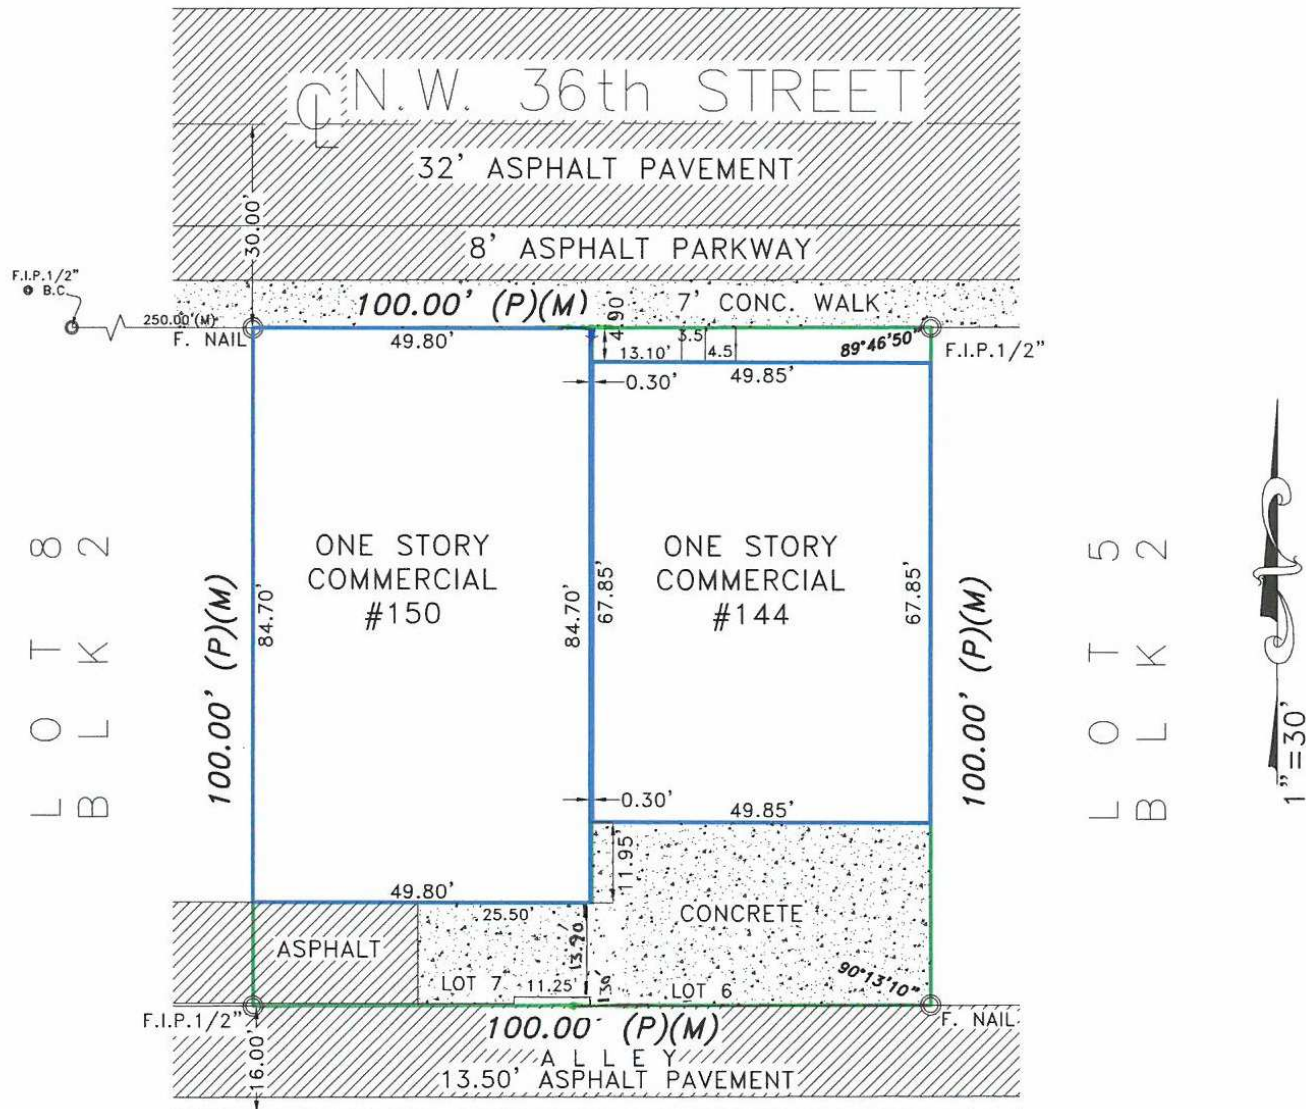 N.W. 36th STREET
32' ASPHALT PAVEMENT
30.00'
8' ASPHALT PARKWAY
F.I.P.1/2"
B.C.
100.00' (P)(M)
7' CONC. WALK
250.00'(M)
F. NAIL
49.80'
4.90'
13.10'
3.5'
4.5'
89°46'50"
F.I.P.1/2"
0.30'
49.85'
LOT 8
BLK 2
100.00' (P)(M)
84.70'
ONE STORY
COMMERCIAL
#150
84.70'
67.85'
ONE STORY
COMMERCIAL
#144
67.85'
100.00' (P)(M)
LOT 5
BLK 2
1"=30'
0.30'
49.85'
11.95'
49.80'
25.50'
CONCRETE
ASPHALT
13.90'
LOT 7
11.25'
LOT 6
90°13'10"
F.I.P.1/2"
F. NAIL
100.00' (P)(M)
16.00'
ALLEY
13.50' ASPHALT PAVEMENT